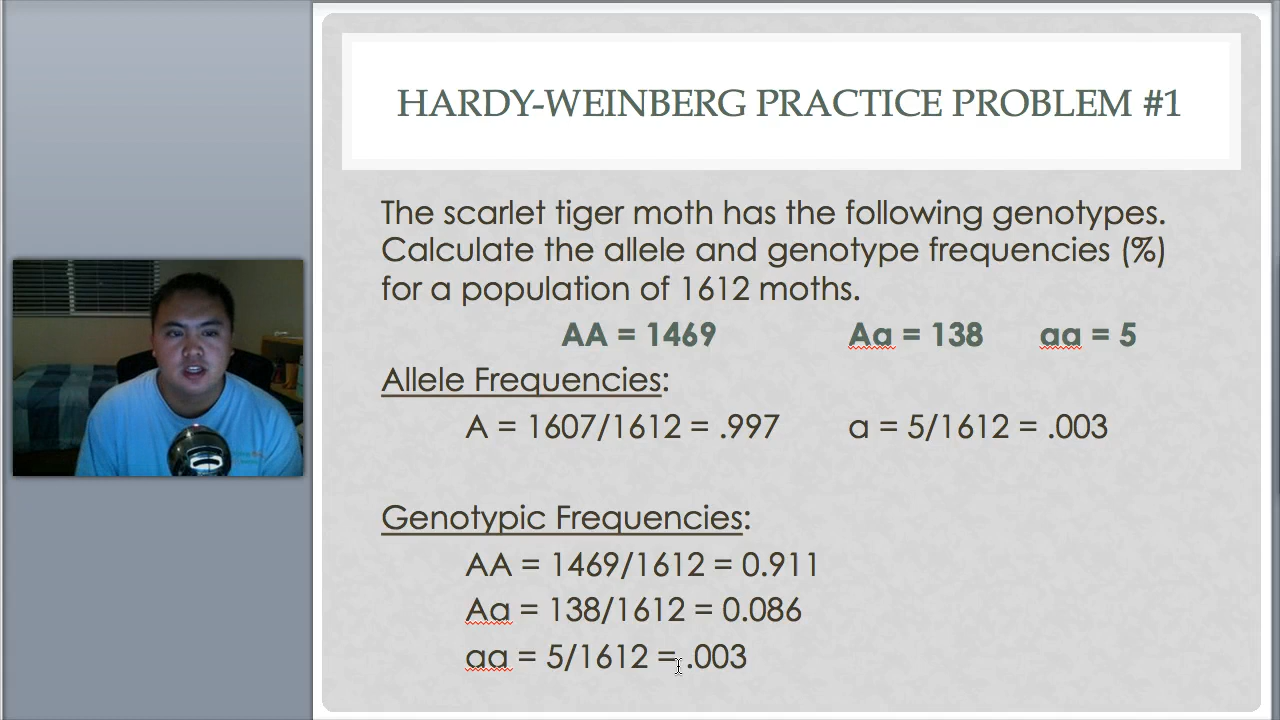 HARDY-WEINBERG PRACTICE PROBLEM #1
The scarlet tiger moth has the following genotypes.
Calculate the allele and genotype frequencies (%)
for a population of 1612 moths.
AA = 1469 Aa = 138 aa = 5
Allele Frequencies:
A = 1607/1612 = .997 a = 5/1612 = .003
Genotypic Frequencies:
AA = 1469/1612 = 0.911
Aa = 138/1612 = 0.086
aa = 5/1612 = .003